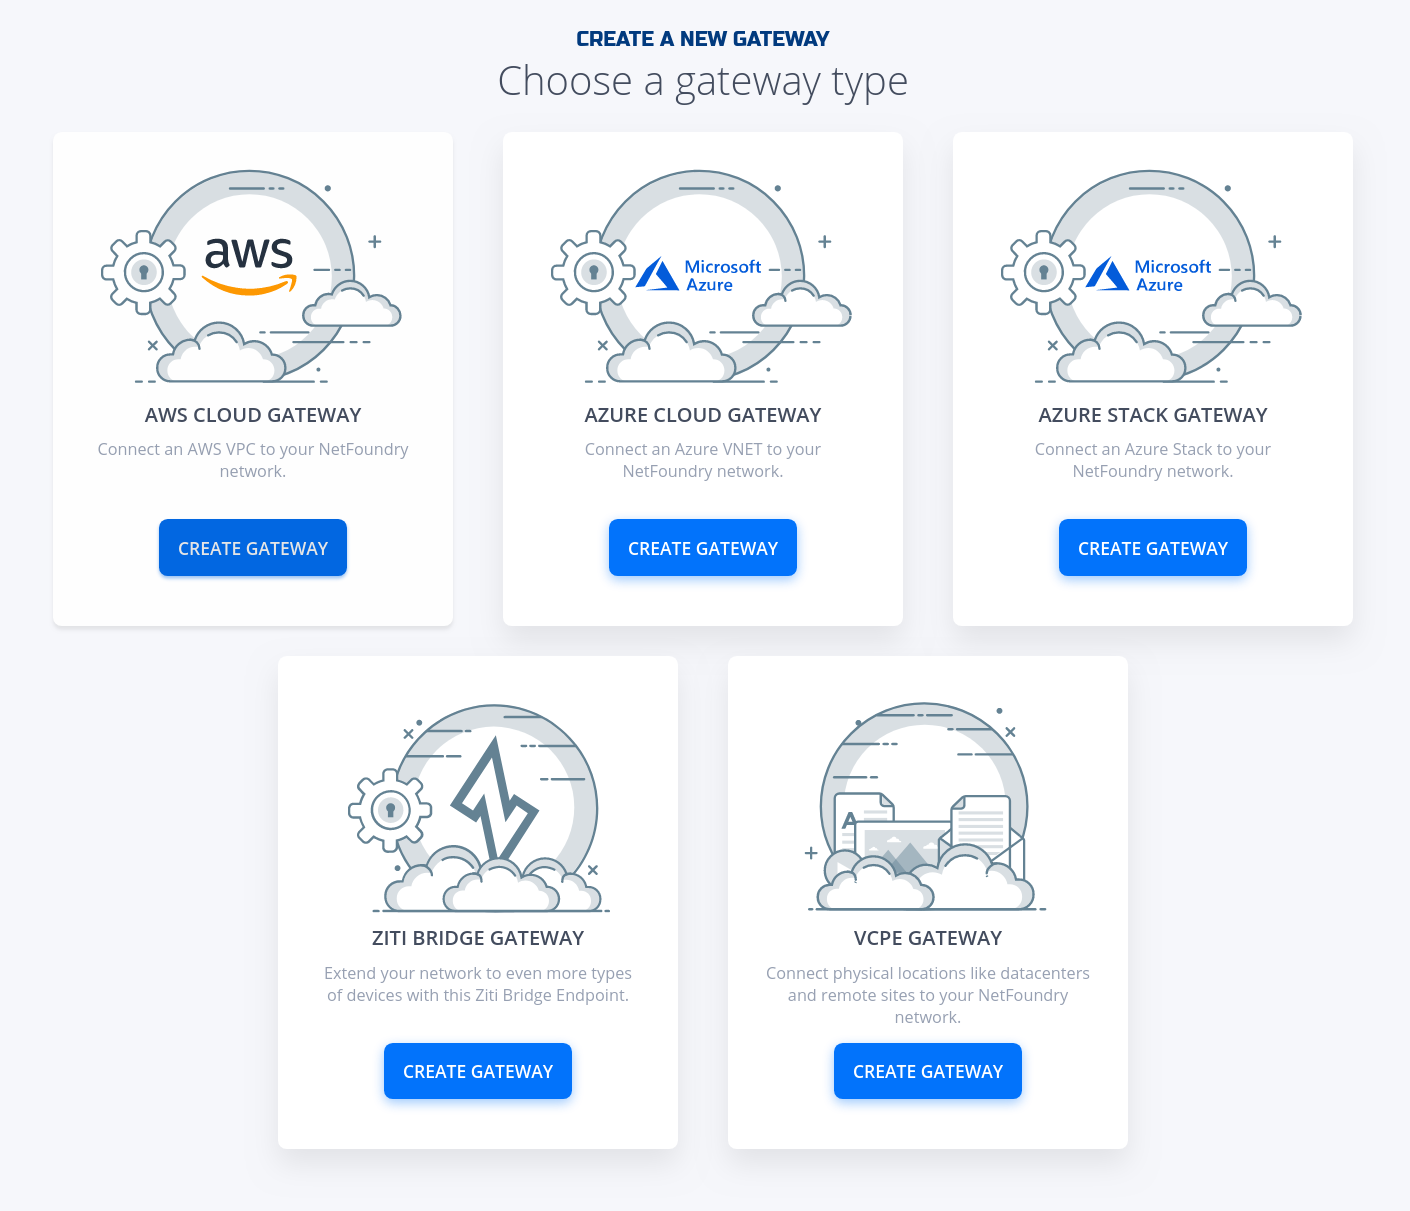 CREATE A NEW GATEWAY
Choose a gateway type
aws
Microsoft
Azure
Microsoft
Azure
AWS CLOUD GATEWAY
Connect an AWS VPC to your NetFoundry
network.
CREATE GATEWAY
AZURE CLOUD GATEWAY
Connect an Azure VNET to your
NetFoundry network.
CREATE GATEWAY
AZURE STACK GATEWAY
Connect an Azure Stack to your
NetFoundry network.
CREATE GATEWAY
A
ZITI BRIDGE GATEWAY
Extend your network to even more types
of devices with this Ziti Bridge Endpoint.
CREATE GATEWAY
VCPE GATEWAY
Connect physical locations like datacenters
and remote sites to your NetFoundry
network.
CREATE GATEWAY